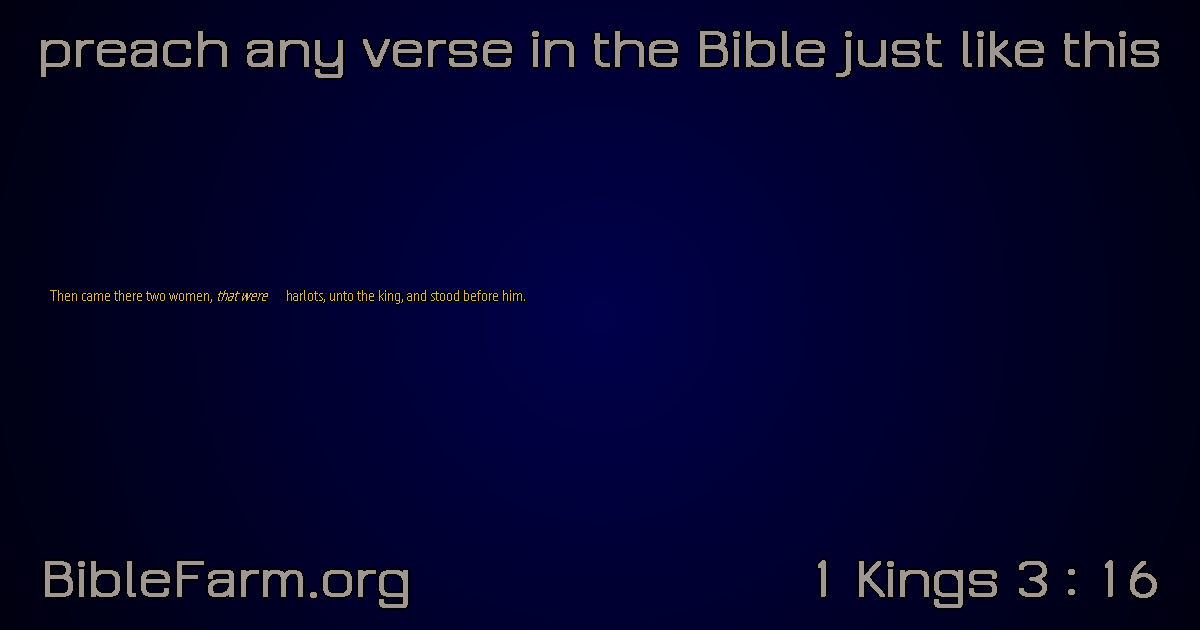 preach any verse in the Bible just like this
Then came there two women, that were harlots, unto the king, and stood before him.
BibleFarm.org
1 Kings 3 : 16